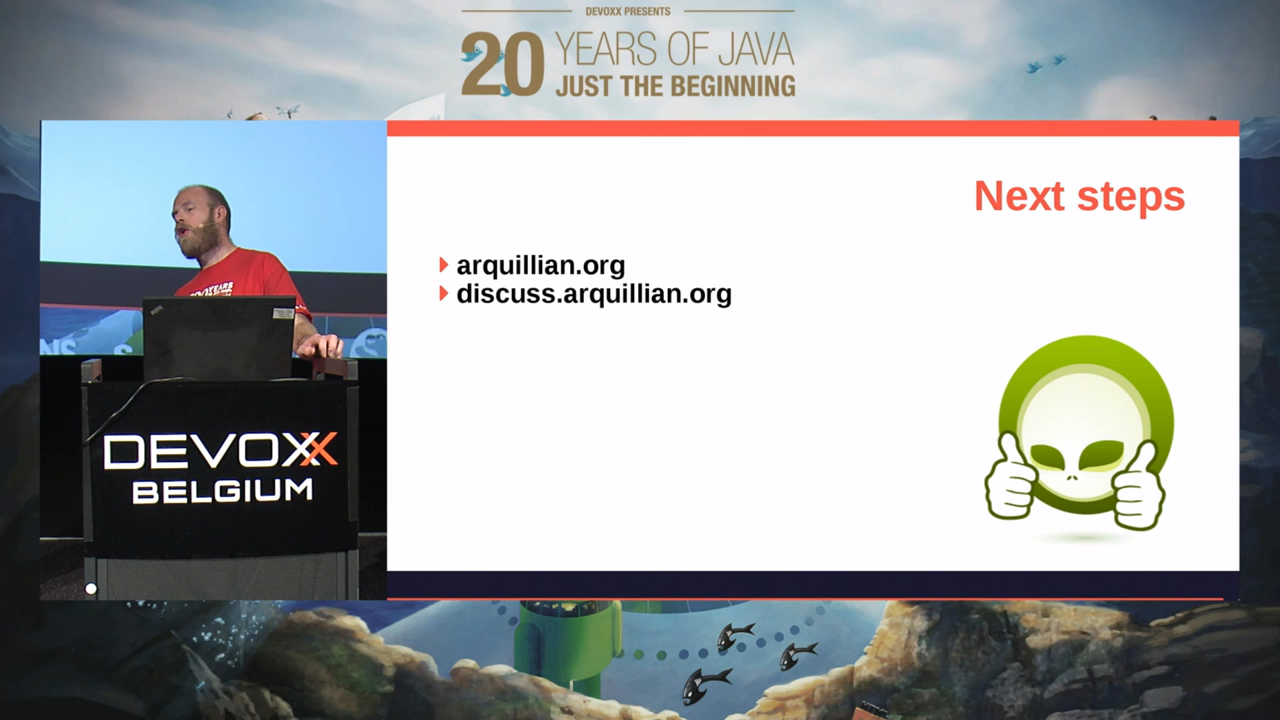 DEVOXX PRESENTS
20 YEARS OF JAVA
JUST THE BEGINNING
Next steps
arquillian.org
discuss.arquillian.org
DEVOXX
BELGIUM